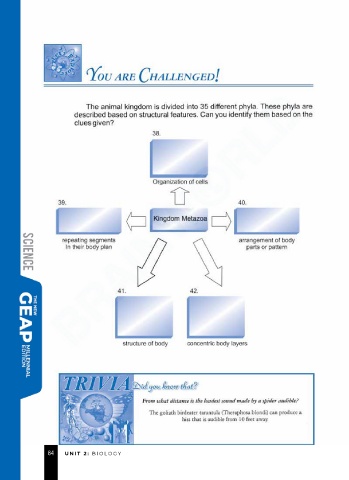 YOU ARE CHALLENGED!
The animal kingdom is divided into 35 different phyla. These phyla are
described based on structural features. Can you identify them based on the
clues given?
38.
Organization of cells
39.
40.
Kingdom Metazoa
repeating segments
in their body plan
arrangement of body
parts or pattern
41.
42.
structure of body
concentric body layers
SCIENCE
THE NEW
GEAP
MILLENNIAL
EDITION
TRIVIA
Did you know that?
From what distance is the loudest sound made by a spider audible?
The goliath birdeater tarantula (Theraphosa blondi) can produce a
hiss that is audible from 16 feet away.
84 UNIT 2: BIOLOGY